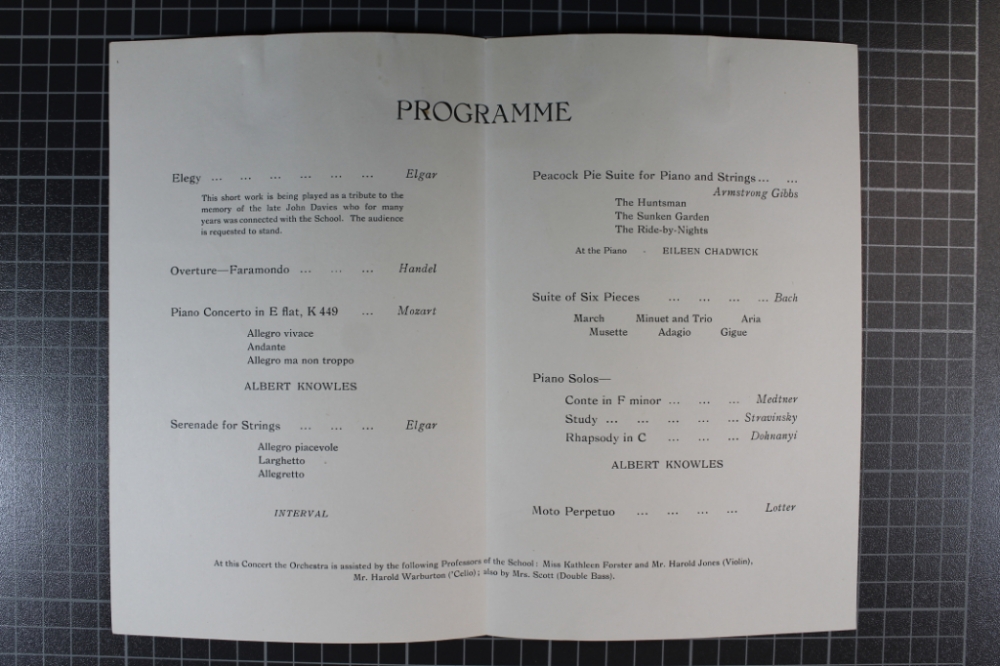 PROGRAMME
Elegy ... ... ... ... ... ... Elgar
This short work is being played as a tribute to the
memory of the late John Davies who for many
years was connected with the School. The audience
is requested to stand.
Overture—Faramondo ... ... ... Handel
Piano Concerto in E flat, K 449 ... Mozart
Allegro vivace
Andante
Allegro ma non troppo
ALBERT KNOWLES
Serenade for Strings ... ... ... Elgar
Allegro piacevole
Larghetto
Allegretto
INTERVAL
Peacock Pie Suite for Piano and Strings ... ...
Armstrong Gibbs
The Huntsman
The Sunken Garden
The Ride-by-Nights
At the Piano - EILEEN CHADWICK
Suite of Six Pieces ... ... ... ... Bach
March Minuet and Trio Aria
Musette Adagio Gigue
Piano Solos—
Conte in F minor ... ... ... Medtner
Study ... ... ... ... ... Stravinsky
Rhapsody in C ... ... ... Dohnanyi
ALBERT KNOWLES
Moto Perpetuo ... ... ... ... Lotter
At this Concert the Orchestra is assisted by the following Professors of the School: Miss Kathleen Forster and Mr. Harold Jones (Violin),
Mr. Harold Warburton ('Cello); also by Mrs. Scott (Double Bass).